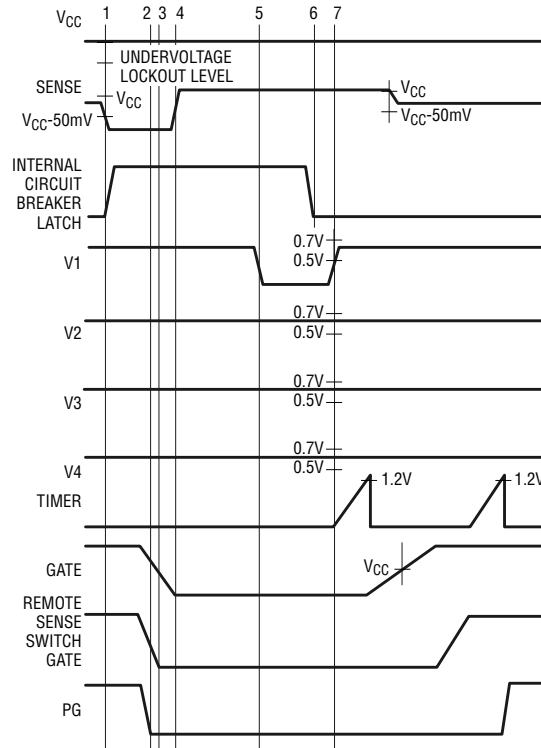 1 2 3 4 5 6 7
VCC
UNDERVOLTAGE
LOCKOUT LEVEL
SENSE
VCC
VCC
VCC-50mV
VCC-50mV
INTERNAL
CIRCUIT
BREAKER
LATCH
0.7V
V1
0.5V
0.7V
V2
0.5V
0.7V
V3
0.5V
0.7V
V4
0.5V
TIMER
1.2V
1.2V
GATE
VCC
REMOTE
SENSE
SWITCH
GATE
PG